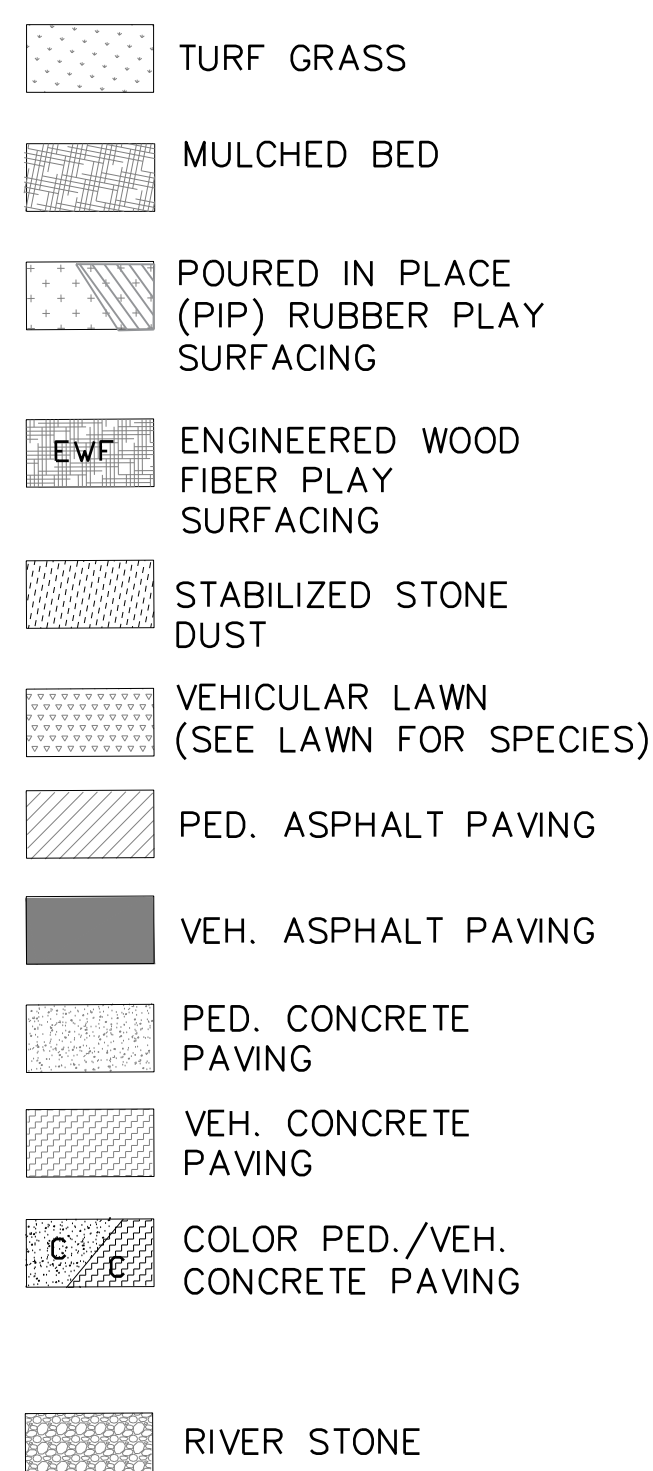 TURF GRASS
MULCHED BED
POURED IN PLACE
(PIP) RUBBER PLAY
SURFACING
EWF
ENGINEERED WOOD
FIBER PLAY
SURFACING
STABILIZED STONE
DUST
VEHICULAR LAWN
(SEE LAWN FOR SPECIES)
PED. ASPHALT PAVING
VEH. ASPHALT PAVING
PED. CONCRETE
PAVING
VEH. CONCRETE
PAVING
C
C
COLOR PED./VEH.
CONCRETE PAVING
RIVER STONE